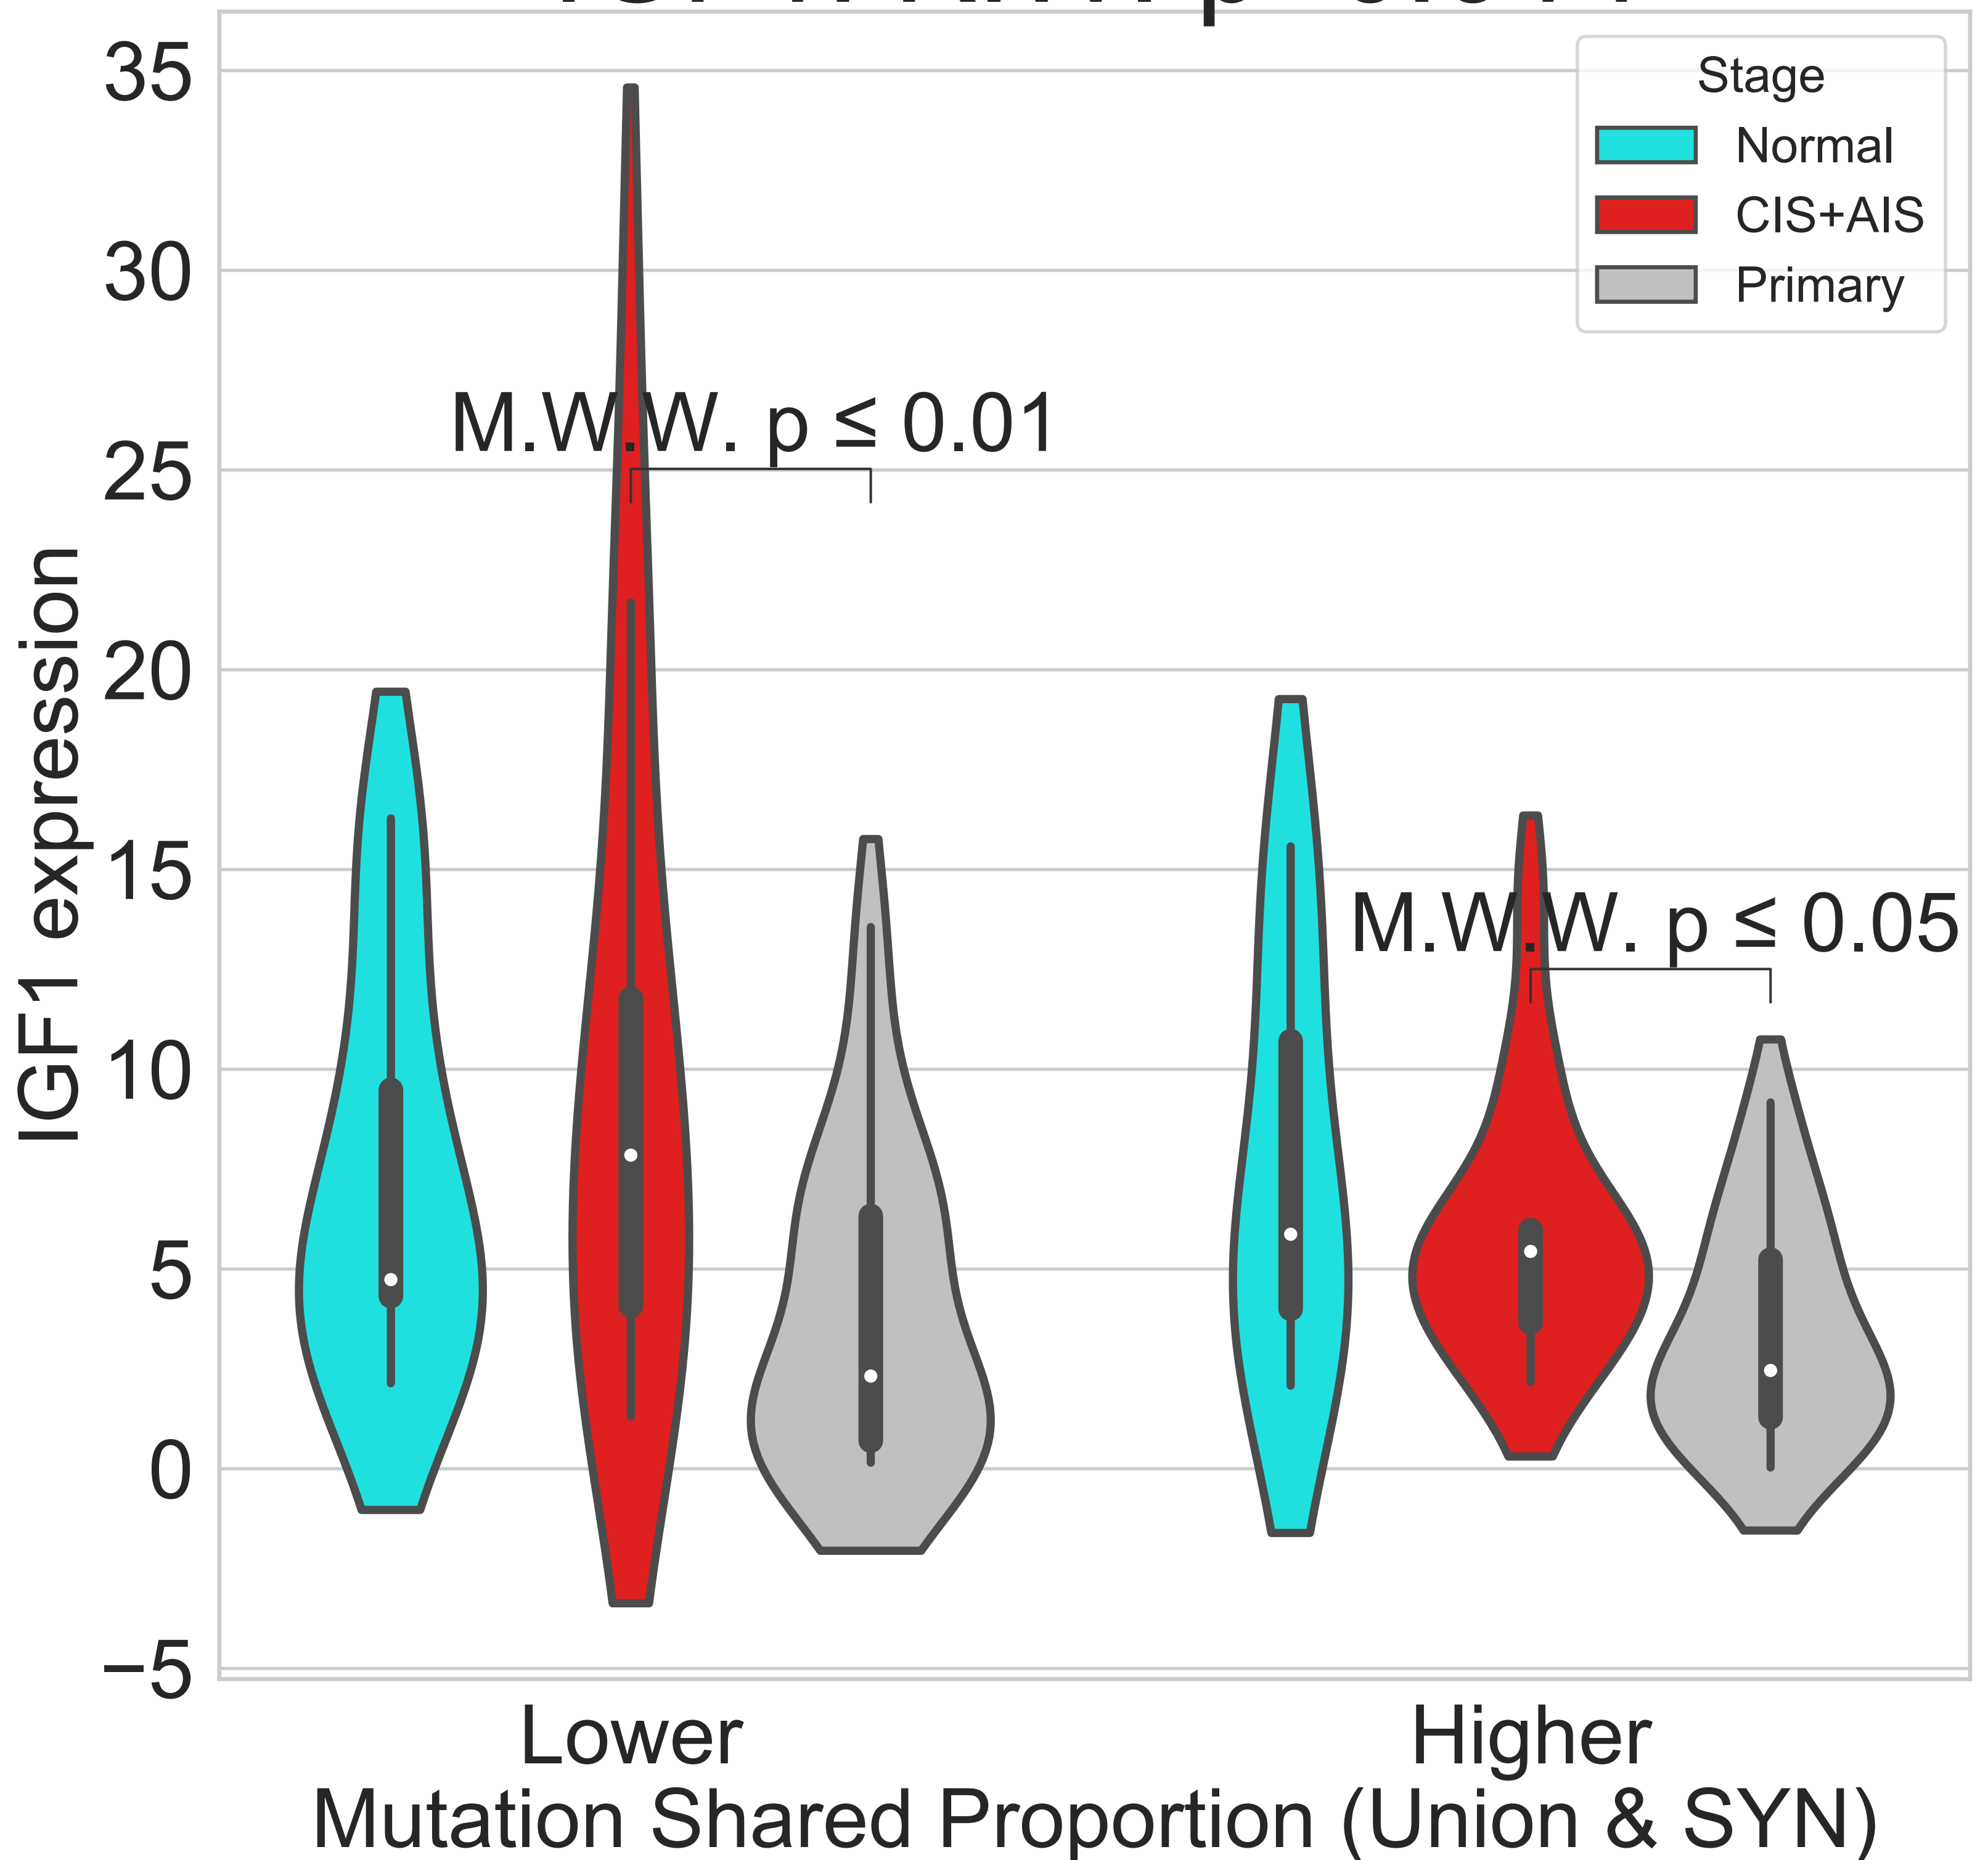 35
30
25
20
15
10
5
0
−5
IGF1 expression
Stage
Normal
CIS+AIS
Primary
M.W.W. p ≤ 0.01
M.W.W. p ≤ 0.05
Lower
Higher
Mutation Shared Proportion (Union & SYN)